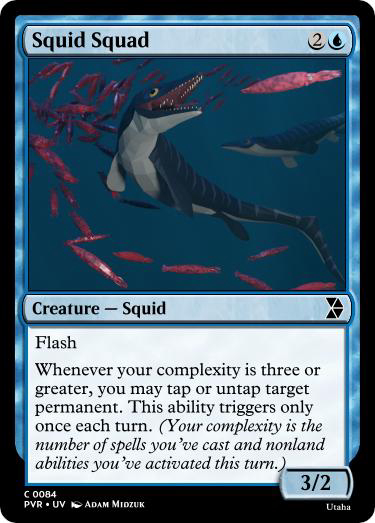 Squid Squad 2
Creature — Squid
Flash
Whenever your complexity is three or
greater, you may tap or untap target
permanent. This ability triggers only
once each turn. (Your complexity is the
number of spells you've cast and nonland
abilities you've activated this turn.)
3/2
C 0084
PVR • UV Adam Midzuk
Utaha